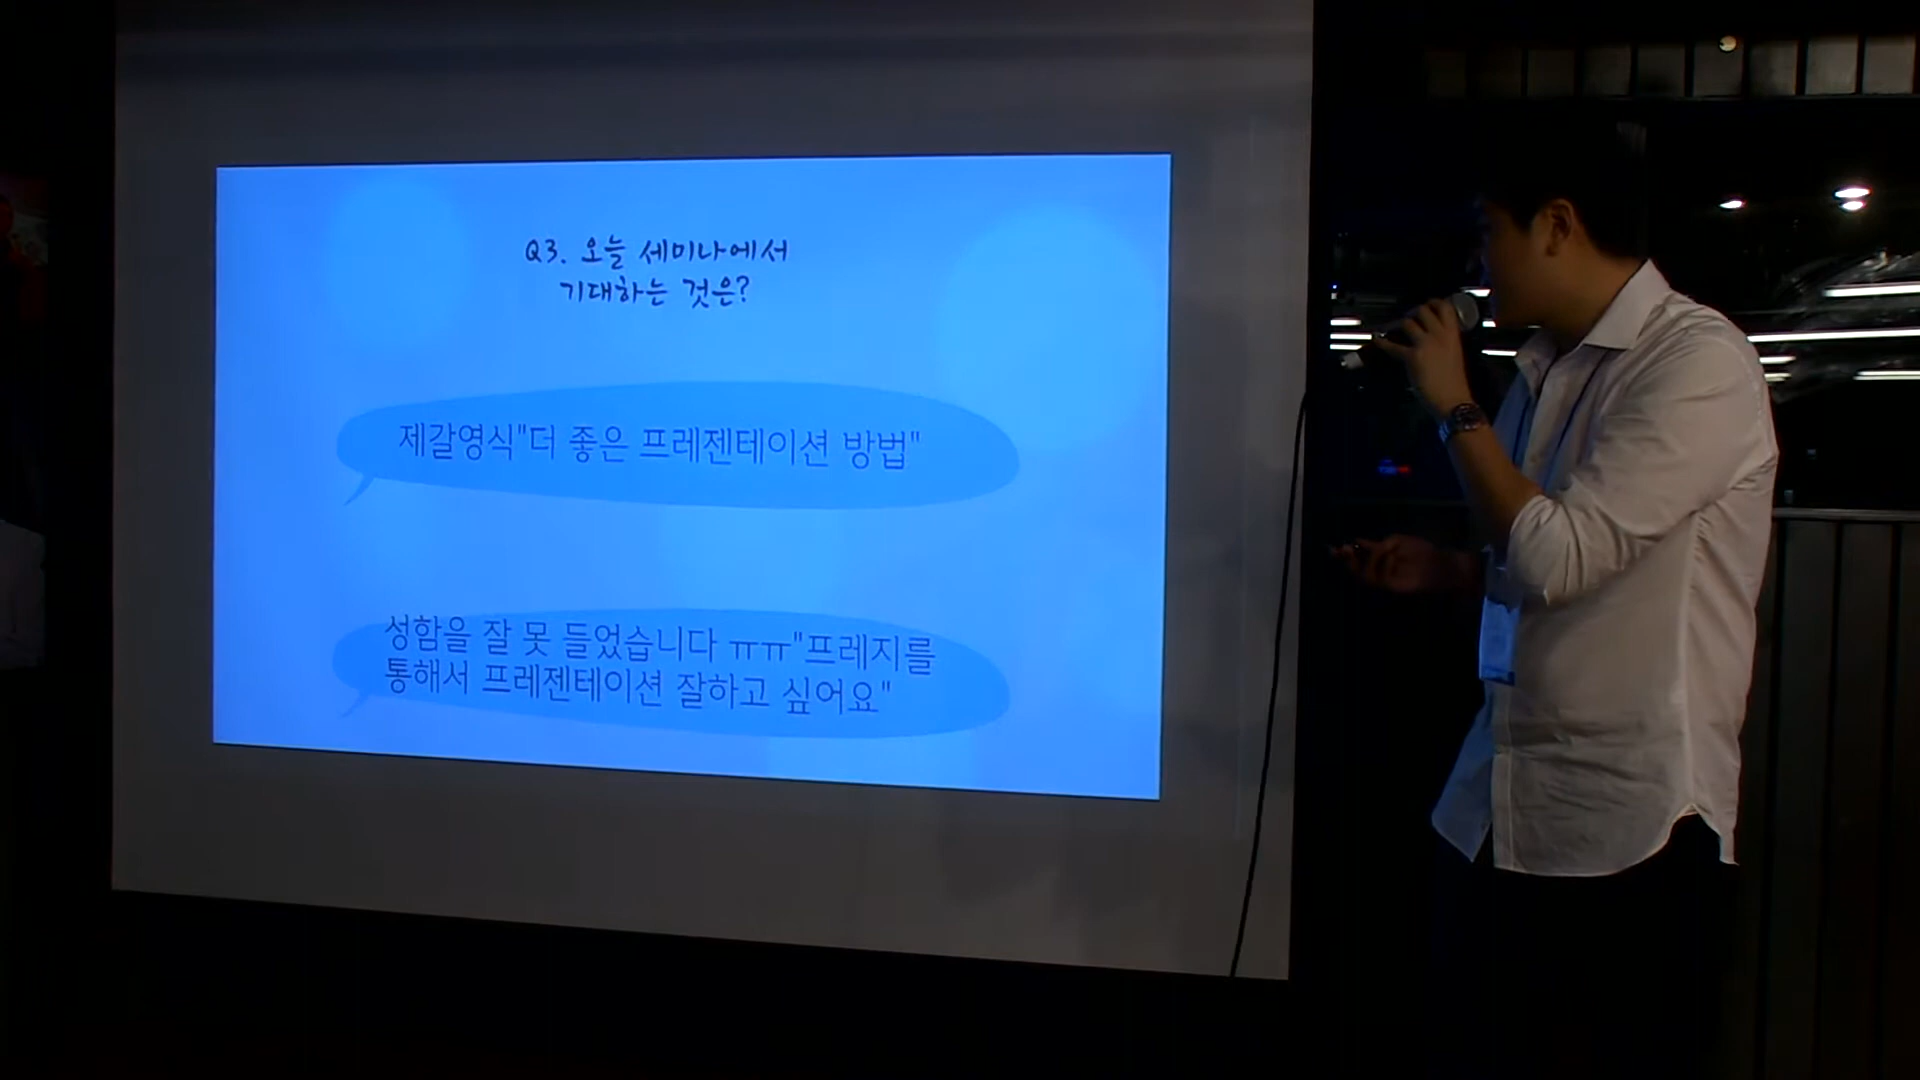 Q3. 오늘 세미나에서
기대하는 것은?
제갈영식"더 좋은 프레젠테이션 방법"
성함을 잘 못 들었습니다 ㅠㅠ"프레지를
통해서 프레젠테이션 잘하고 싶어요"